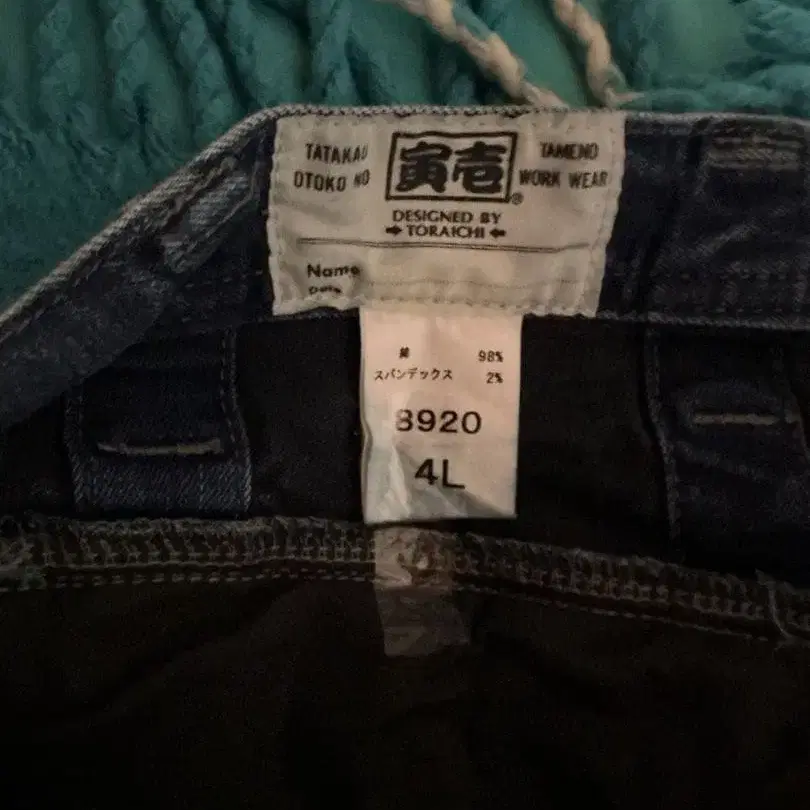 TATAKAU
OTOKO NO
寅壱
®
TAMENO
WORK WEAR
DESIGNED BY
TORAICHI
Name
Date
綿 98%
スパンデックス 2%
8920
4L